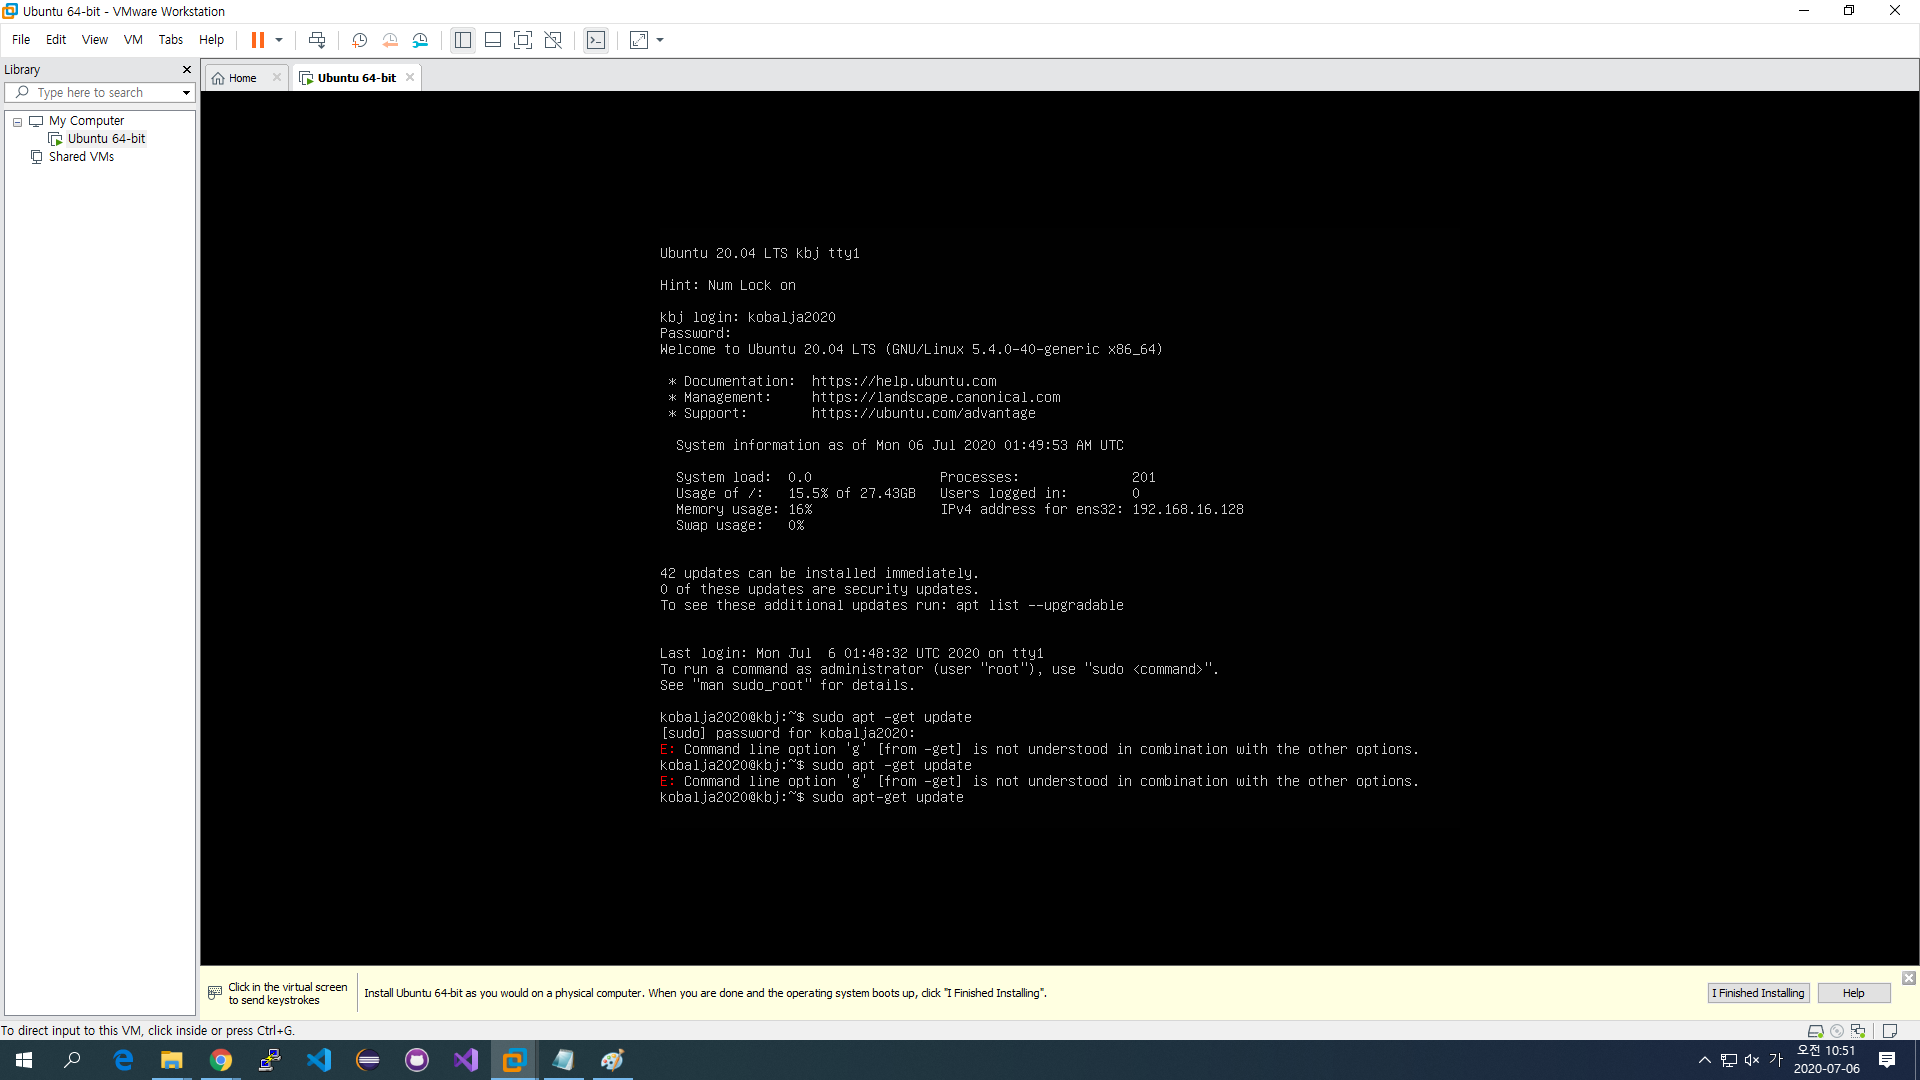 Ubuntu 64-bit - VMware Workstation
File Edit View VM Tabs Help
Library
Home
Ubuntu 64-bit
Type here to search
My Computer
Ubuntu 64-bit
Shared VMs
Ubuntu 20.04 LTS kbj tty1
Hint: Num Lock on
kbj login: kobalja2020
Password:
Welcome to Ubuntu 20.04 LTS (GNU/Linux 5.4.0-40-generic x86_64)
* Documentation: https://help.ubuntu.com
* Management: https://landscape.canonical.com
* Support: https://ubuntu.com/advantage
System information as of Mon 06 Jul 2020 01:49:53 AM UTC
System load: 0.0 Processes: 201
Usage of /: 15.5% of 27.43GB Users logged in: 0
Memory usage: 16% IPv4 address for ens32: 192.168.16.128
Swap usage: 0%
42 updates can be installed immediately.
0 of these updates are security updates.
To see these additional updates run: apt list --upgradable
Last login: Mon Jul  6 01:48:32 UTC 2020 on tty1
To run a command as administrator (user "root"), use "sudo <command>".
See "man sudo_root" for details.
kobalja2020@kbj:~$ sudo apt -get update
[sudo] password for kobalja2020:
E: Command line option 'g' [from -get] is not understood in combination with the other options.
kobalja2020@kbj:~$ sudo apt -get update
E: Command line option 'g' [from -get] is not understood in combination with the other options.
kobalja2020@kbj:~$ sudo apt-get update
Click in the virtual screen
to send keystrokes
Install Ubuntu 64-bit as you would on a physical computer. When you are done and the operating system boots up, click "I Finished Installing".
I Finished Installing
Help
To direct input to this VM, click inside or press Ctrl+G.
가
오전 10:51
2020-07-06